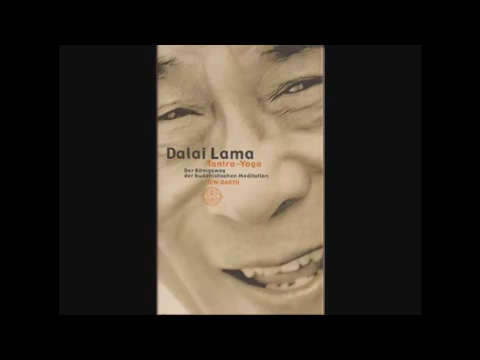 Dalai Lama
Tantra-Yoga
Der Königsweg
der buddhistischen Meditation
O.W. BARTH